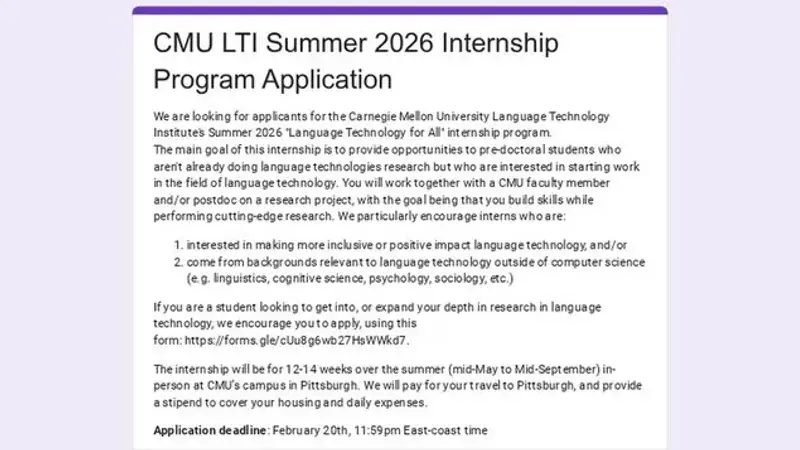 CMU LTI Summer 2026 Internship
Program Application
We are looking for applicants for the Carnegie Mellon University Language Technology
Institute's Summer 2026 "Language Technology for All" internship program.
The main goal of this internship is to provide opportunities to pre-doctoral students who
aren't already doing language technologies research but who are interested in starting work
in the field of language technology. You will work together with a CMU faculty member
and/or postdoc on a research project, with the goal being that you build skills while
performing cutting-edge research. We particularly encourage interns who are:
1. interested in making more inclusive or positive impact language technology, and/or
2. come from backgrounds relevant to language technology outside of computer science
(e.g. linguistics, cognitive science, psychology, sociology, etc.)
If you are a student looking to get into, or expand your depth in research in language
technology, we encourage you to apply, using this
form: https://forms.gle/cUu8g6wb27HsWWkd7.
The internship will be for 12-14 weeks over the summer (mid-May to Mid-September) in-
person at CMU's campus in Pittsburgh. We will pay for your travel to Pittsburgh, and provide
a stipend to cover your housing and daily expenses.
Application deadline: February 20th, 11:59pm East-coast time